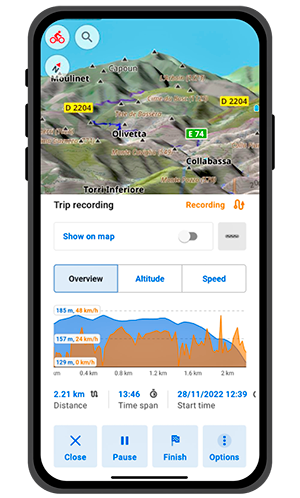 Capoun
Moulinet
D 2204
D 2204
Olivetta
E 74
Collabassa
Torri Inferiore
Trip recording
Recording
Show on map
Overview
Altitude
Speed
185 m, 48 km/h
157 m, 24 km/h
129 m, 0 km/h
0.4 km 0.8 km 1.2 km 1.6 km 2 km
2.21 km 13:46 28/11/2022 12:39
Distance Time span Start time
Close Pause Finish Options